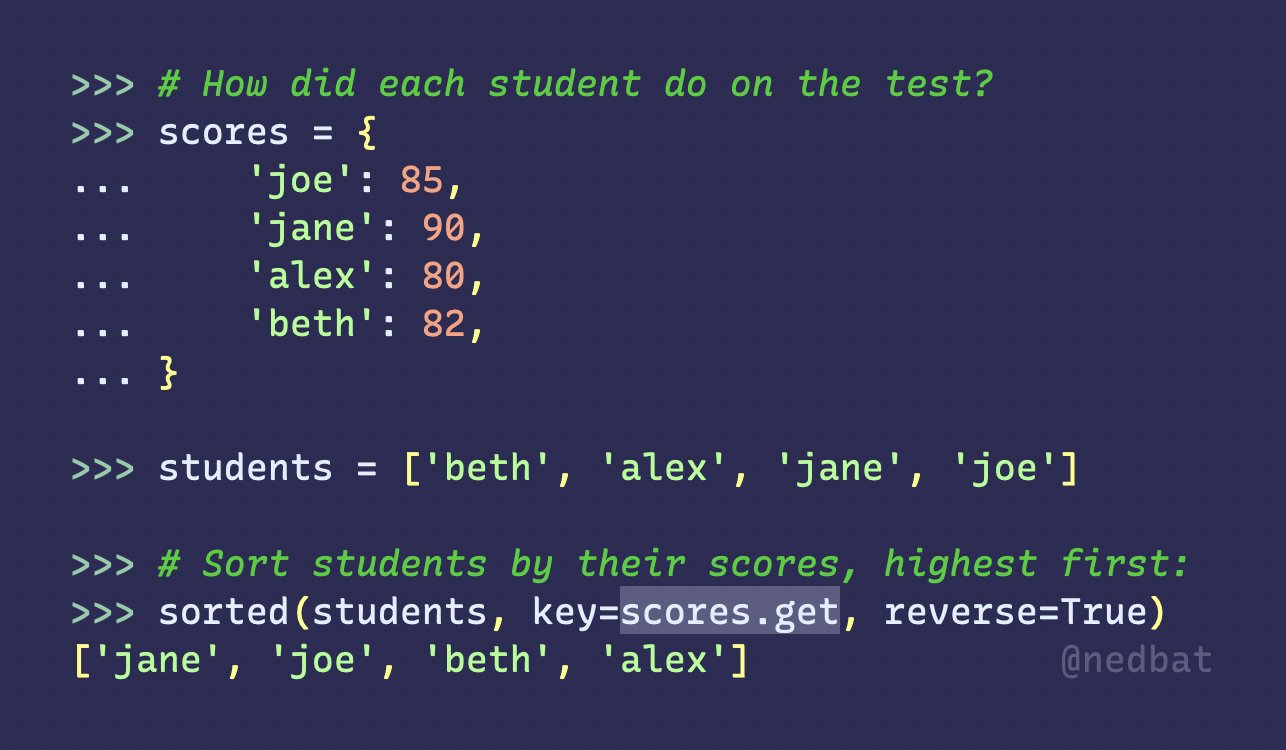 >>> # How did each student do on the test?
>>> scores = {
...     'joe': 85,
...     'jane': 90,
...     'alex': 80,
...     'beth': 82,
... }
>>> students = ['beth', 'alex', 'jane', 'joe']
>>> # Sort students by their scores, highest first:
>>> sorted(students, key=scores.get, reverse=True)
['jane', 'joe', 'beth', 'alex']
@nedbat